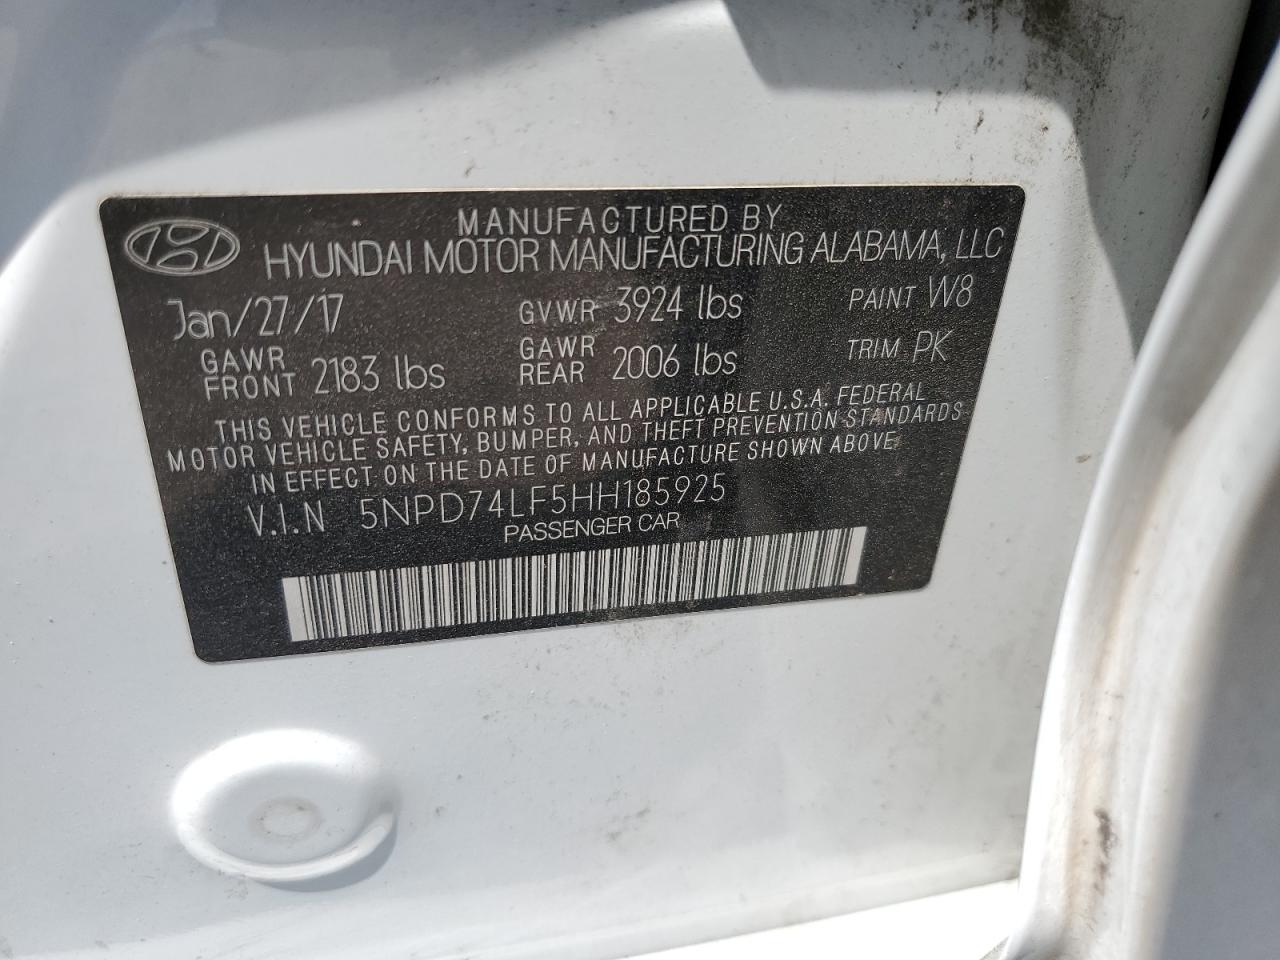 MANUFACTURED BY
HYUNDAI MOTOR MANUFACTURING ALABAMA, LLC
Jan/27/17 GVWR 3924 lbs PAINT W8
GAWR FRONT 2183 lbs GAWR REAR 2006 lbs TRIM PK
THIS VEHICLE CONFORMS TO ALL APPLICABLE U.S.A. FEDERAL
MOTOR VEHICLE SAFETY, BUMPER, AND THEFT PREVENTION STANDARDS
IN EFFECT ON THE DATE OF MANUFACTURE SHOWN ABOVE.
V.I.N 5NPD74LF5HH185925
PASSENGER CAR